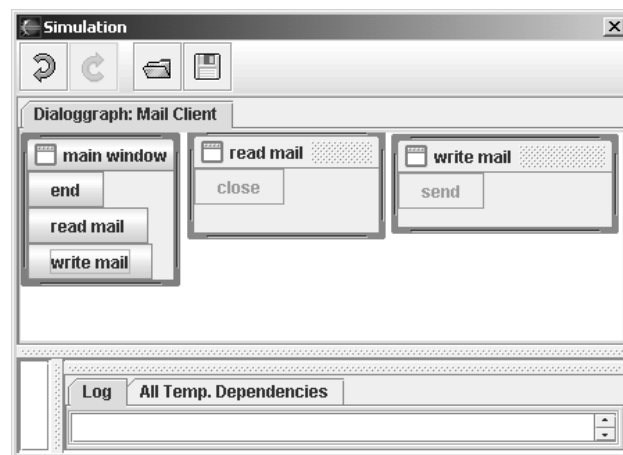 Simulation
Dialoggraph: Mail Client
main window
end
read mail
write mail
read mail
close
write mail
send
Log All Temp. Dependencies